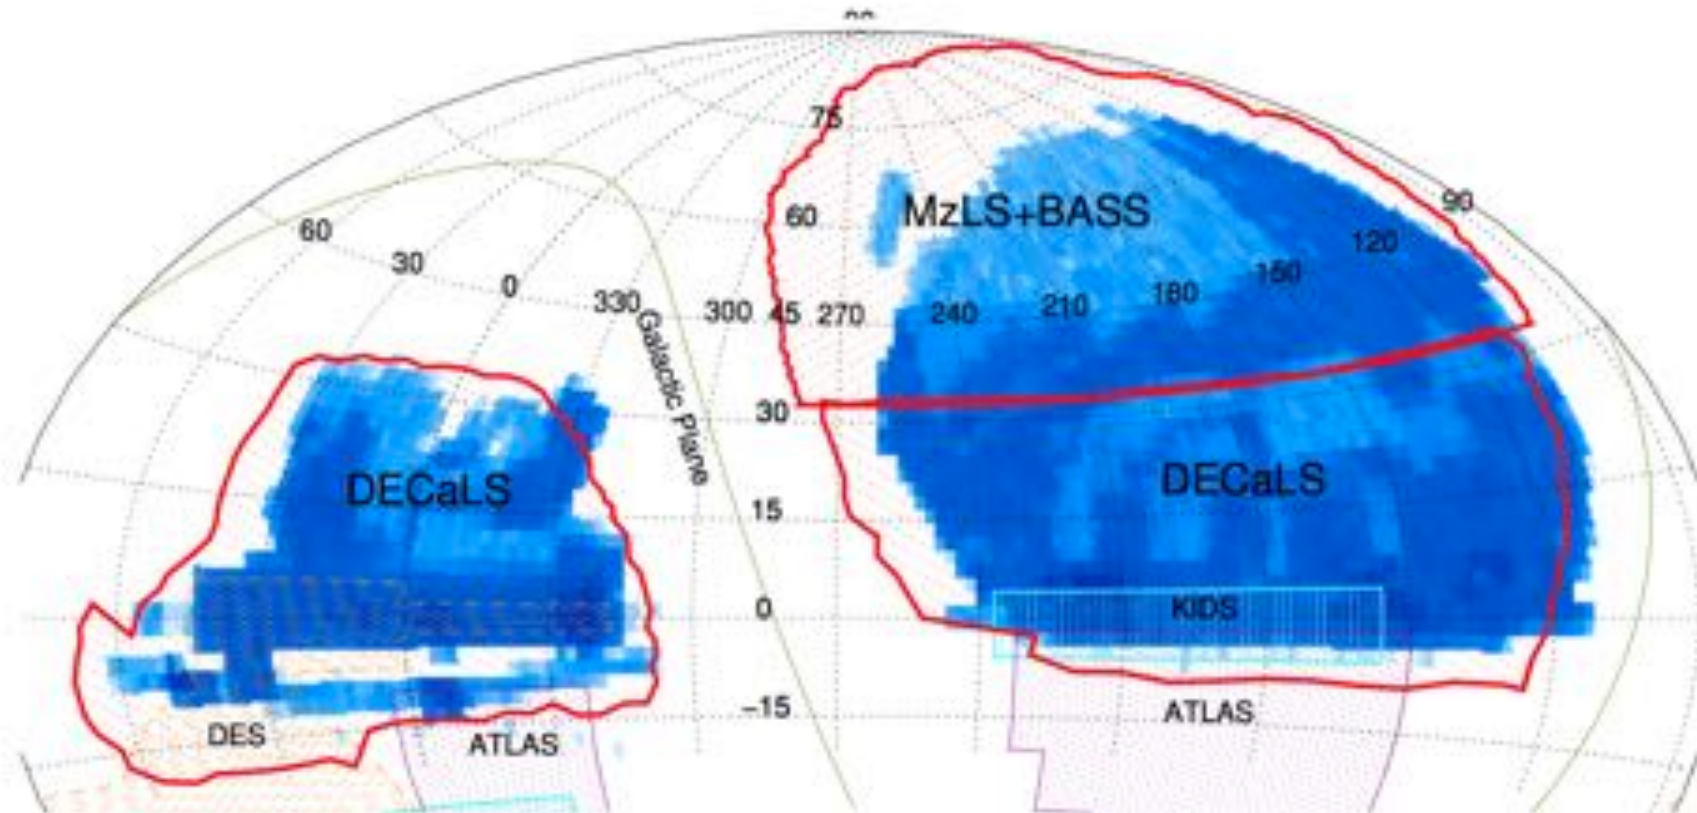 75
90
60
MzLS+BASS
60
120
30
150
0
180
330
300
45
270
240
210
Galactic Plane
30
DECaLS
DECaLS
15
0
KIDS
−15
ATLAS
DES
ATLAS